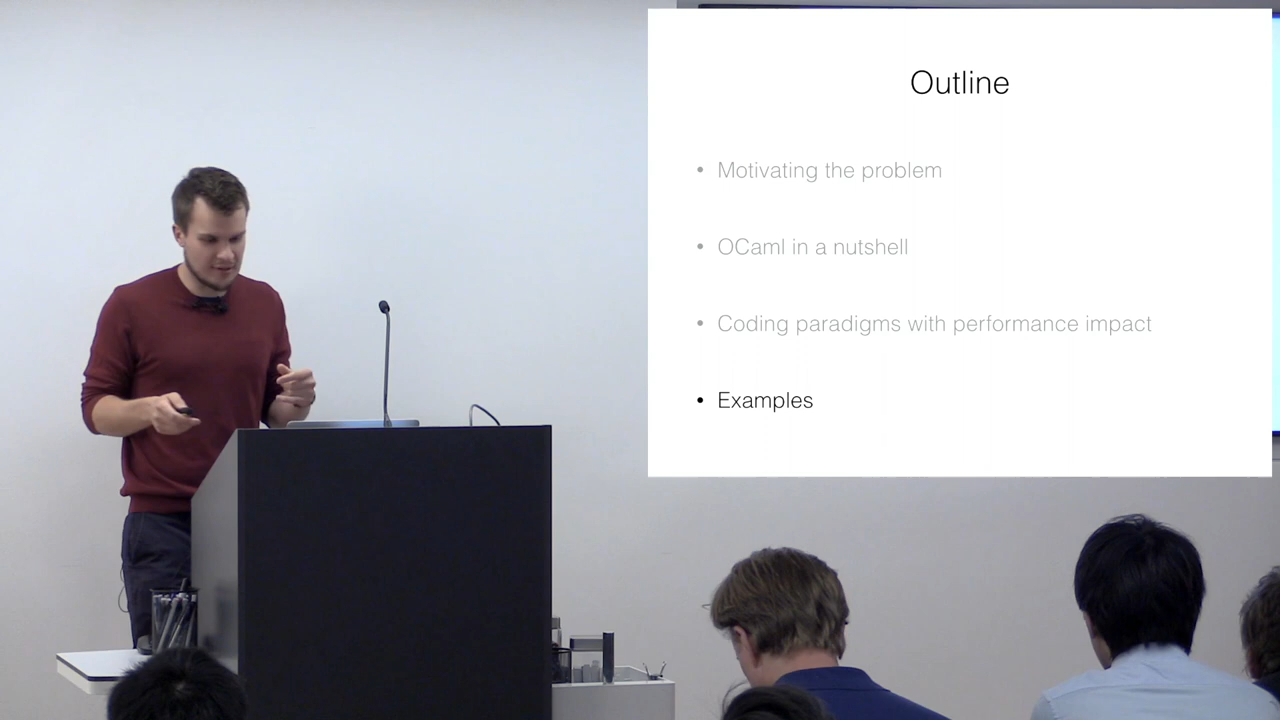 Outline
• Motivating the problem
• OCaml in a nutshell
• Coding paradigms with performance impact
• Examples